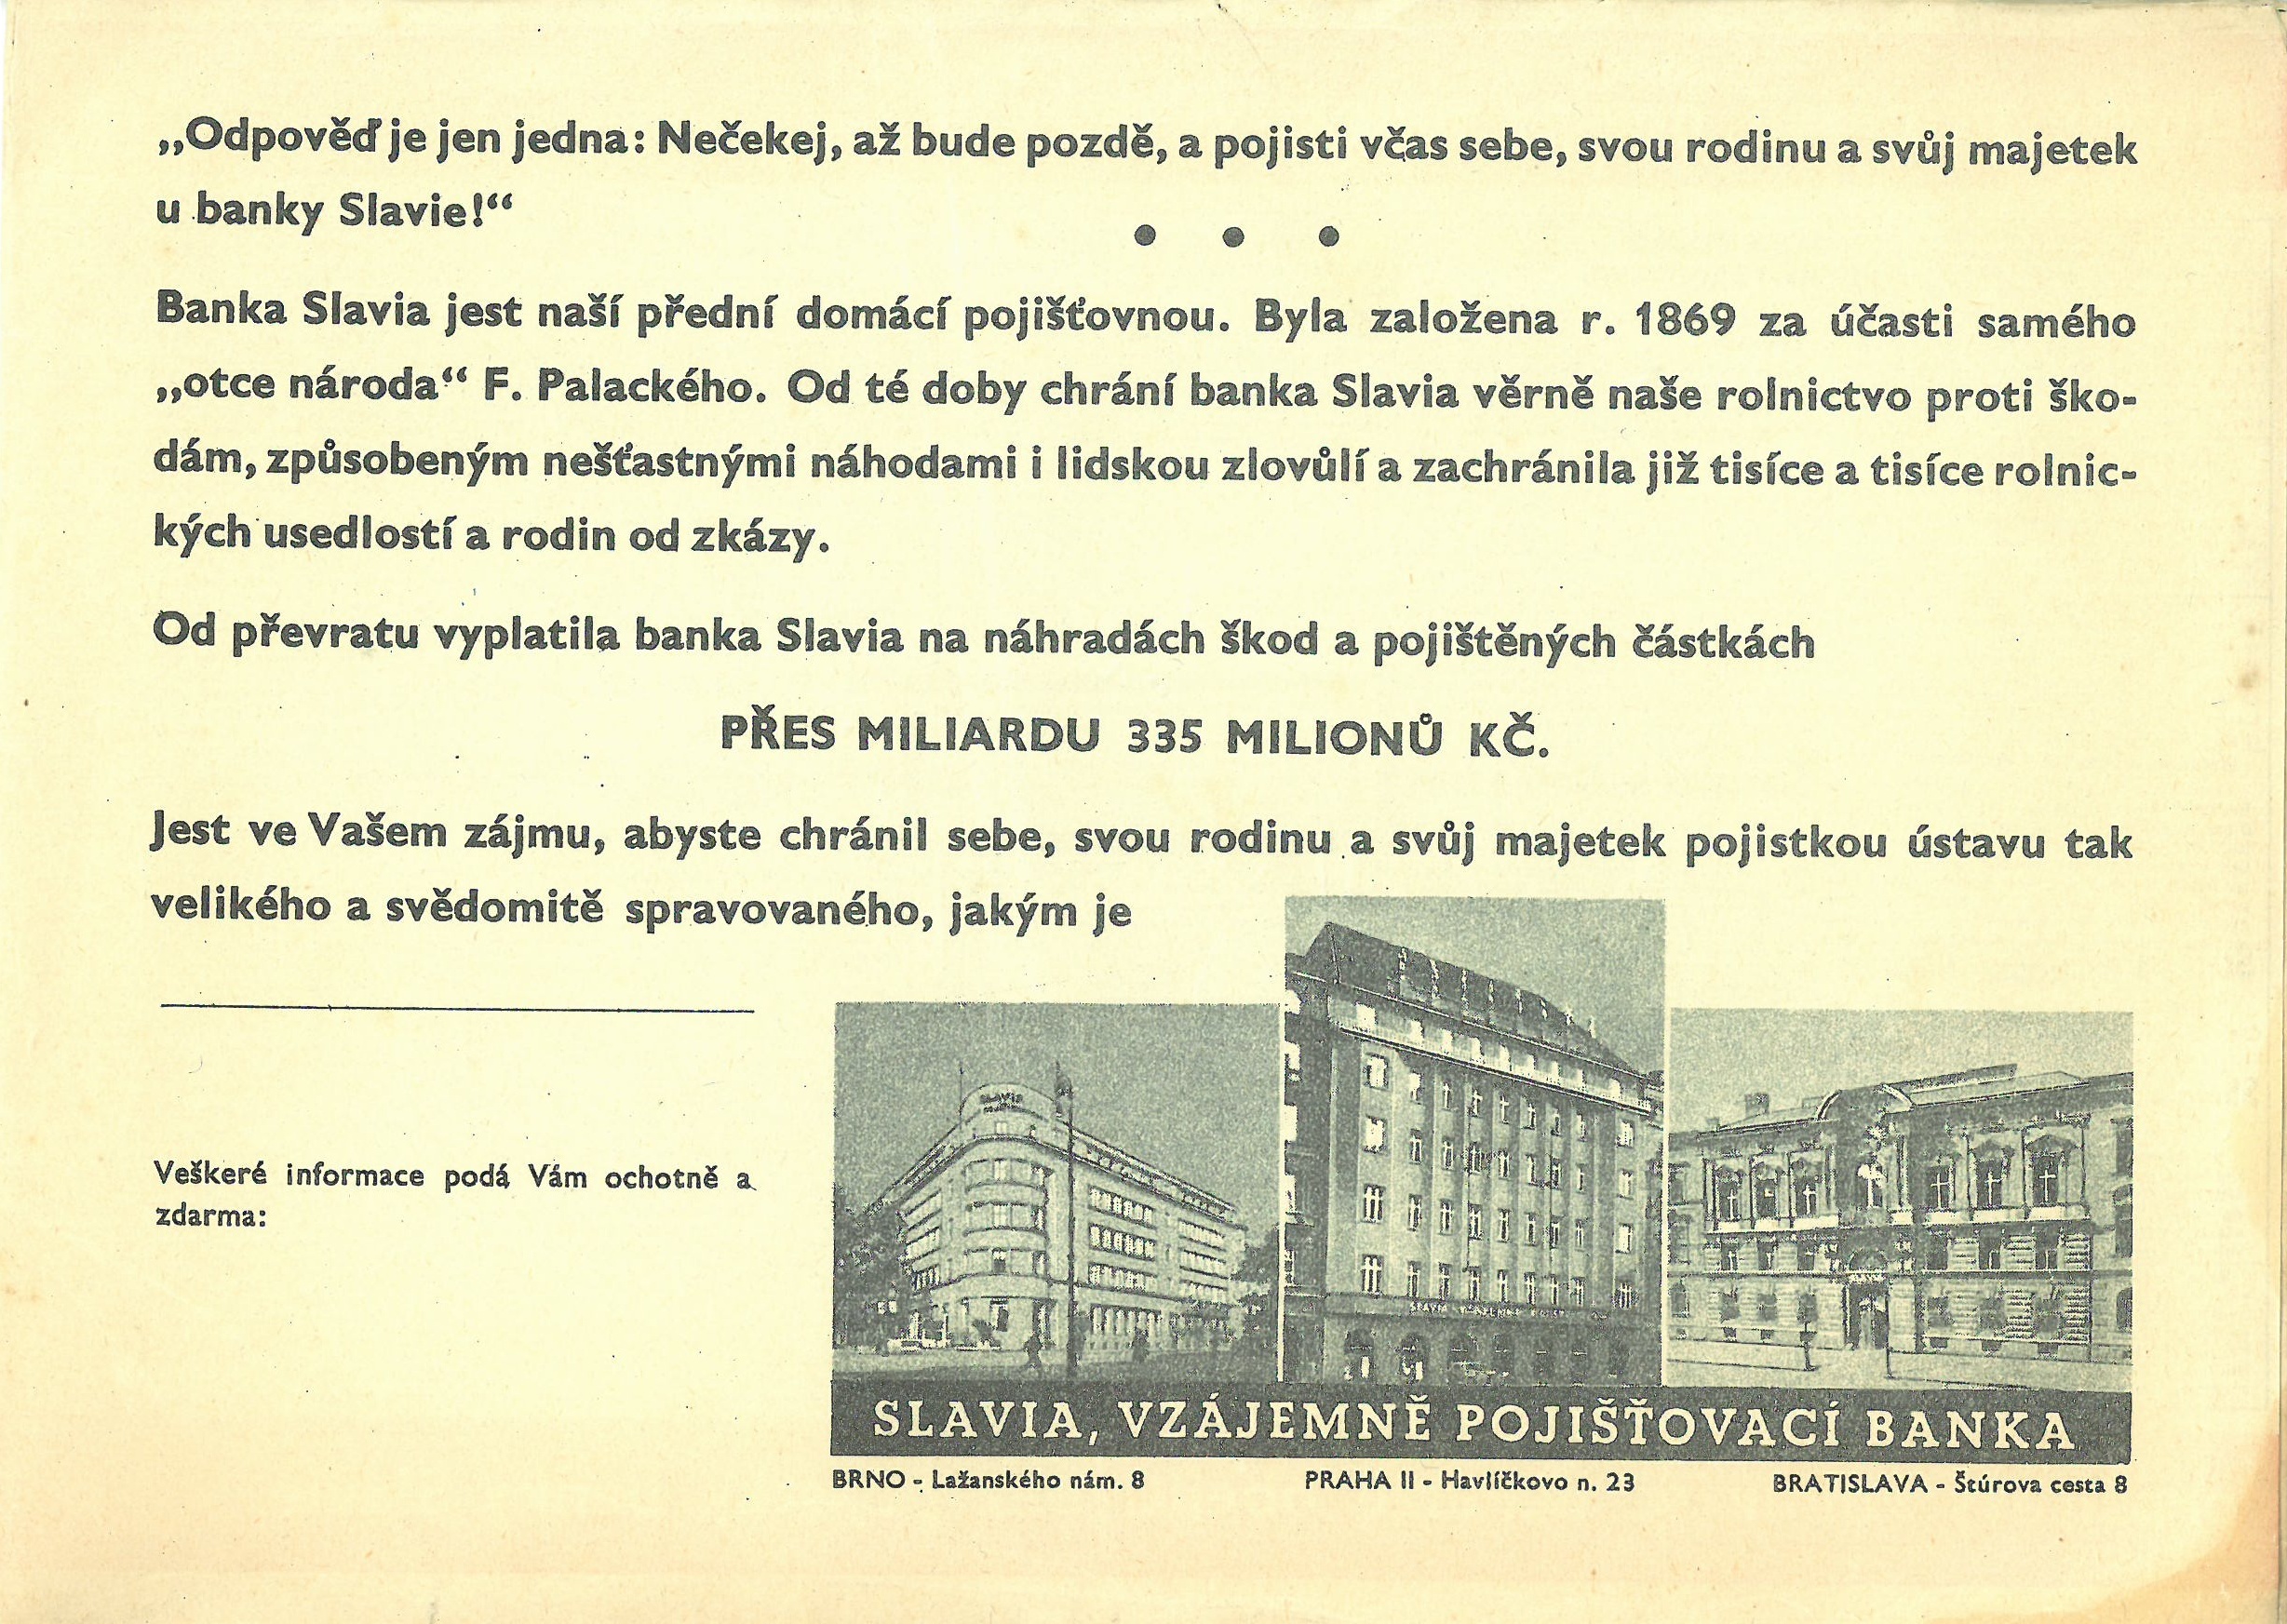 „Odpověď je jen jedna: Nečekej, až bude pozdě, a pojisti včas sebe, svou rodinu a svůj majetek
u banky Slavie!“
• • •
Banka Slavia jest naší přední domácí pojišťovnou. Byla založena r. 1869 za účasti samého
„otce národa“ F. Palackého. Od té doby chrání banka Slavia věrně naše rolnictvo proti ško-
dám, způsobeným nešťastnými náhodami i lidskou zlovůlí a zachránila již tisíce a tisíce rolnic-
kých usedlostí a rodin od zkázy.
Od převratu vyplatila banka Slavia na náhradách škod a pojištěných částkách
PŘES MILIARDU 335 MILIONŮ KČ.
Jest ve Vašem zájmu, abyste chránil sebe, svou rodinu a svůj majetek pojistkou ústavu tak
velikého a svědomitě spravovaného, jakým je
Veškeré informace podá Vám ochotně a
zdarma:
SLAVIA
SLAVIA, VZÁJEMNĚ POJIŠŤOVACÍ BANKA
BRNO - Lažanského nám. 8 PRAHA II - Havlíčkovo n. 23 BRATISLAVA - Štúrova cesta 8